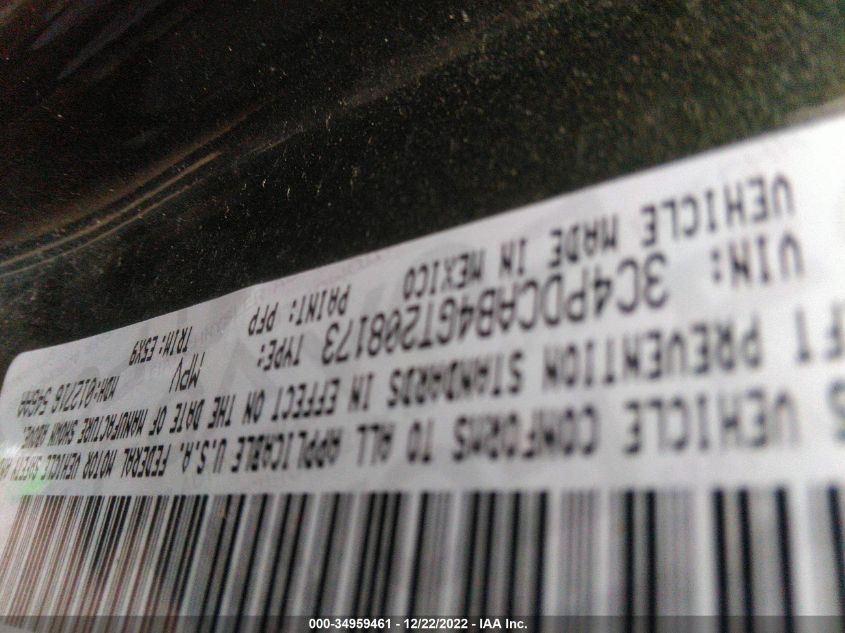 VEHICLE CONFORMS TO ALL APPLICABLE U.S.A. FEDERAL MOTOR VEHICLE SAFETY
FT PREVENTION STANDARDS IN EFFECT ON THE DATE OF MANUFACTURE SHOWN ABOVE.
VIN: 3C4PDCAB4GT208173 TYPE: MPV MDH:012718
VEHICLE MADE IN MEXICO PAINT: PFP TRIM: E5X9
000-34959461 - 12/22/2022 - IAA Inc.